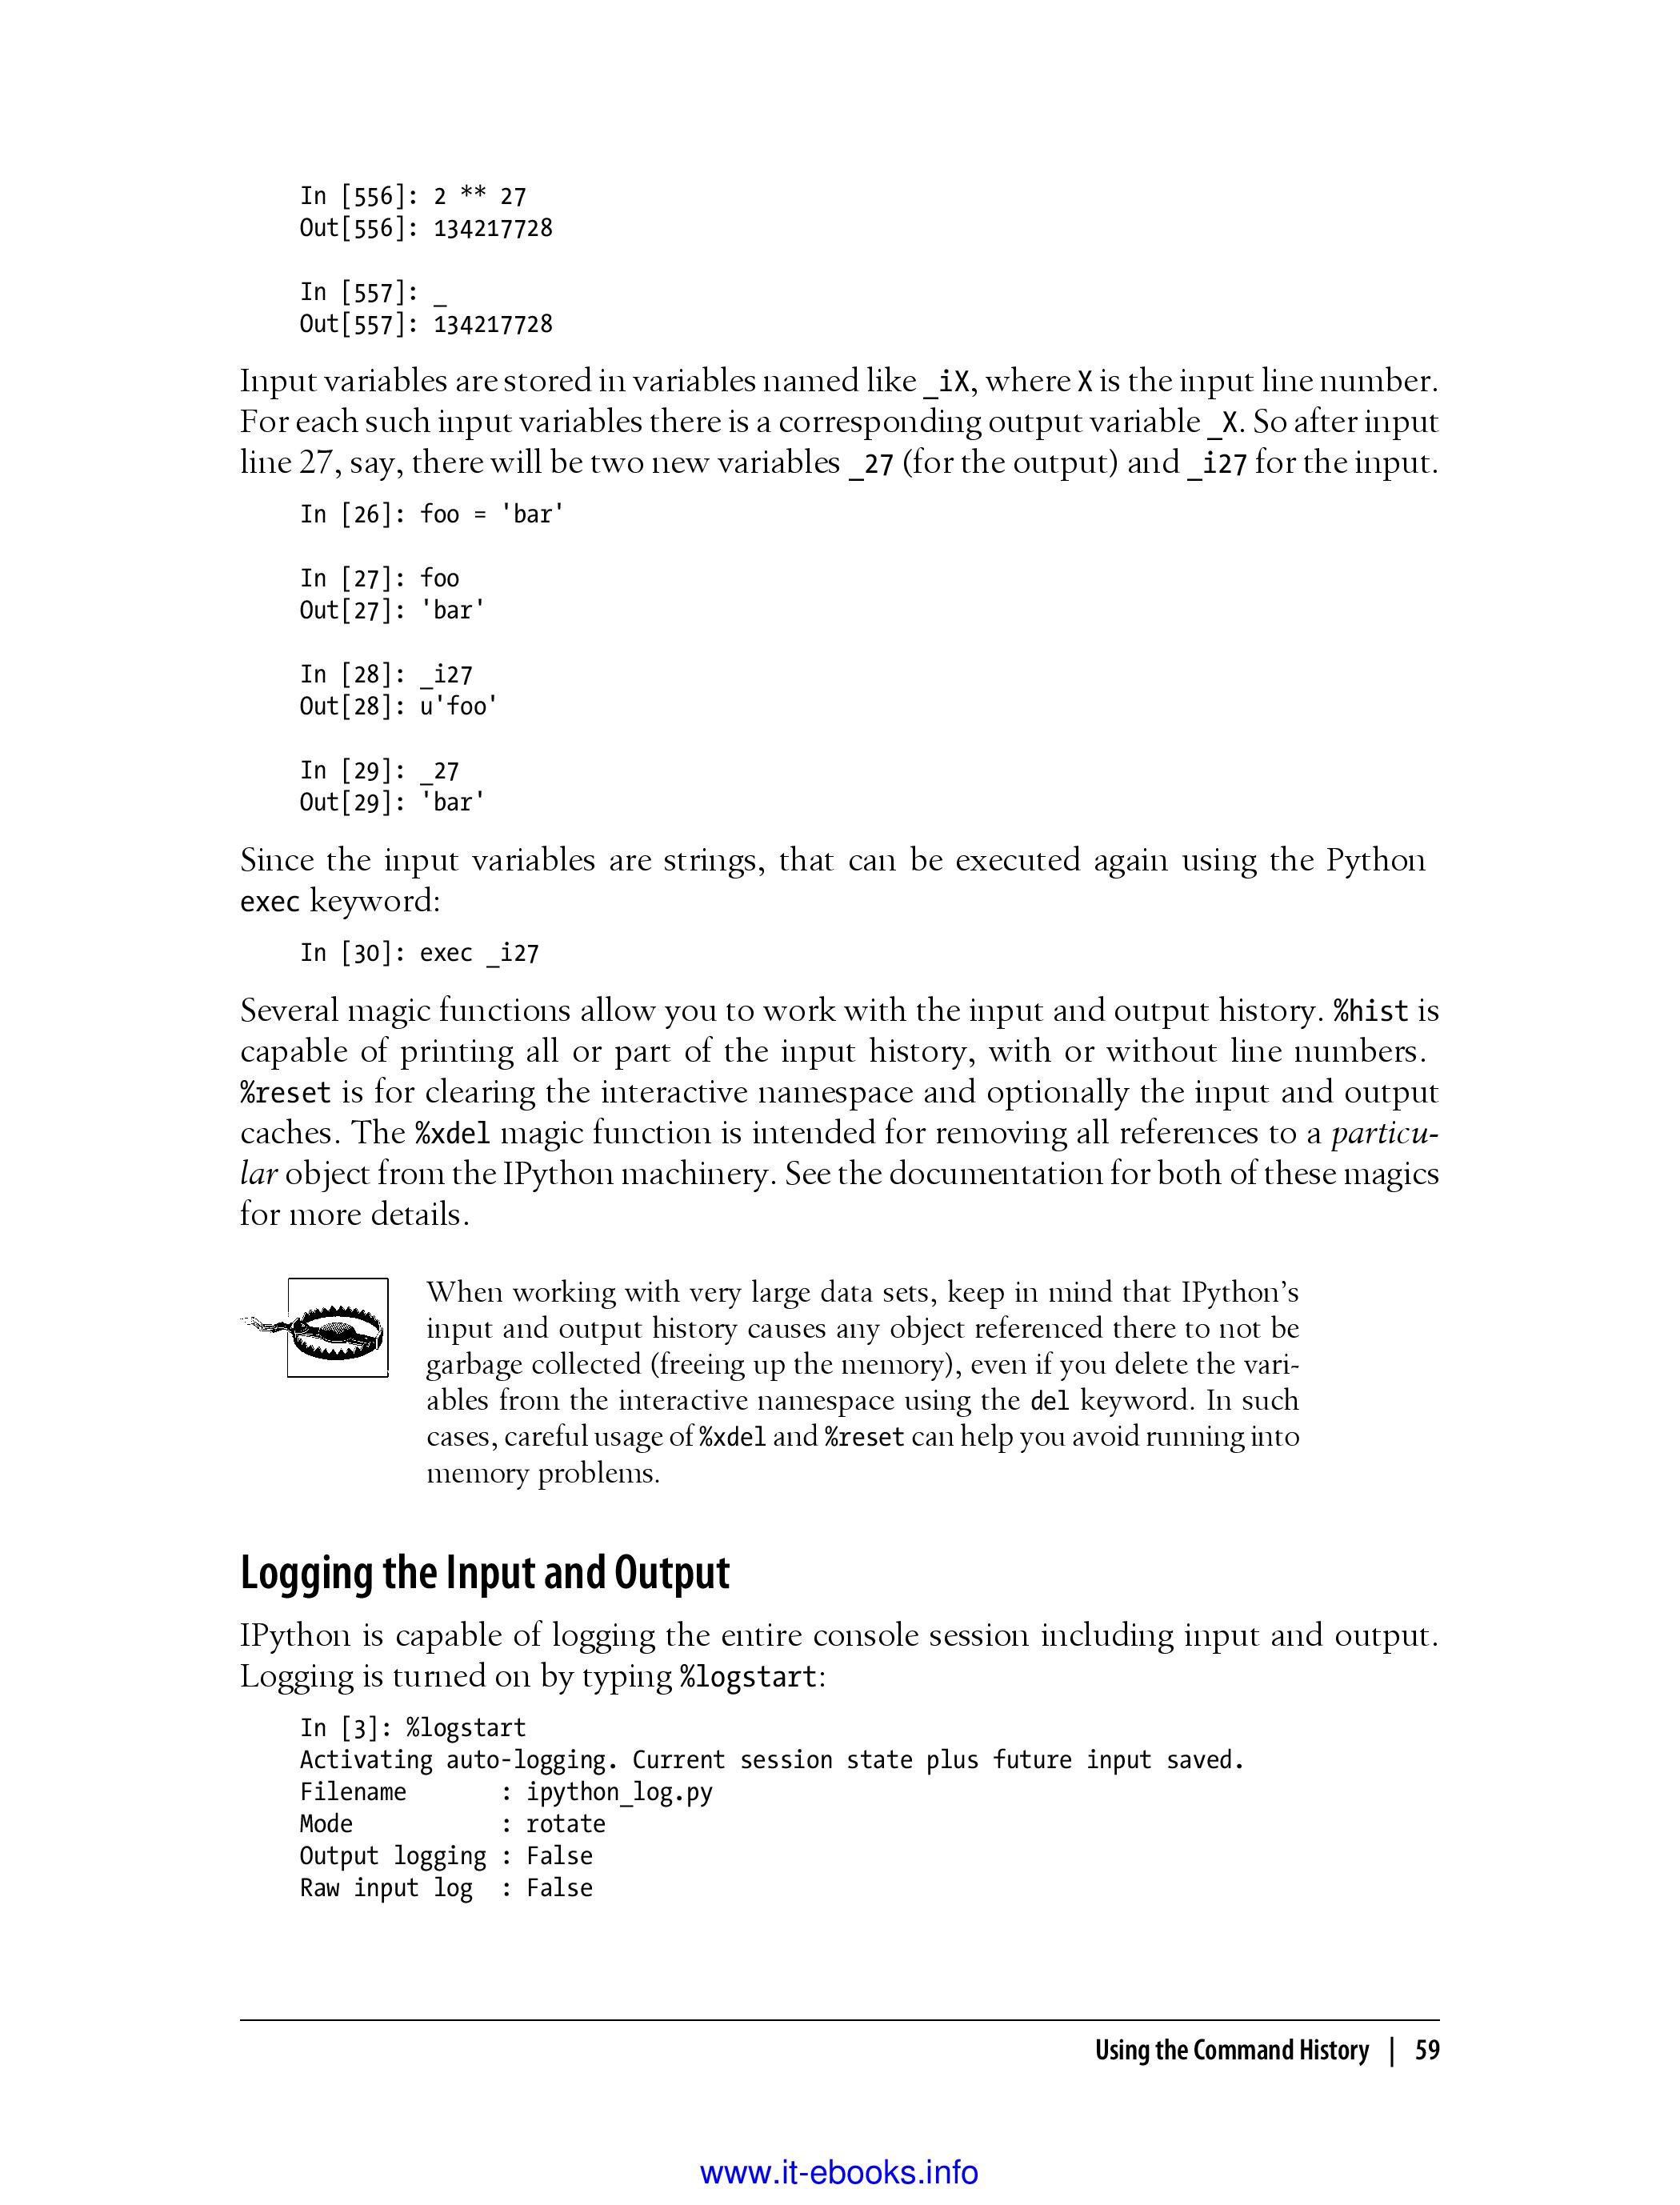 In [556]: 2 ** 27
Out[556]: 134217728
In [557]: _
Out[557]: 134217728
Input variables are stored in variables named like _iX, where X is the input line number.
For each such input variables there is a corresponding output variable _X. So after input
line 27, say, there will be two new variables _27 (for the output) and _i27 for the input.
In [26]: foo = 'bar'
In [27]: foo
Out[27]: 'bar'
In [28]: _i27
Out[28]: u'foo'
In [29]: _27
Out[29]: 'bar'
Since the input variables are strings, that can be executed again using the Python
exec keyword:
In [30]: exec _i27
Several magic functions allow you to work with the input and output history. %hist is
capable of printing all or part of the input history, with or without line numbers.
%reset is for clearing the interactive namespace and optionally the input and output
caches. The %xdel magic function is intended for removing all references to a particu-
lar object from the IPython machinery. See the documentation for both of these magics
for more details.
When working with very large data sets, keep in mind that IPython’s
input and output history causes any object referenced there to not be
garbage collected (freeing up the memory), even if you delete the vari-
ables from the interactive namespace using the del keyword. In such
cases, careful usage of %xdel and %reset can help you avoid running into
memory problems.
Logging the Input and Output
IPython is capable of logging the entire console session including input and output.
Logging is turned on by typing %logstart:
In [3]: %logstart
Activating auto-logging. Current session state plus future input saved.
Filename       : ipython_log.py
Mode           : rotate
Output logging : False
Raw input log  : False
Using the Command History | 59
www.it-ebooks.info